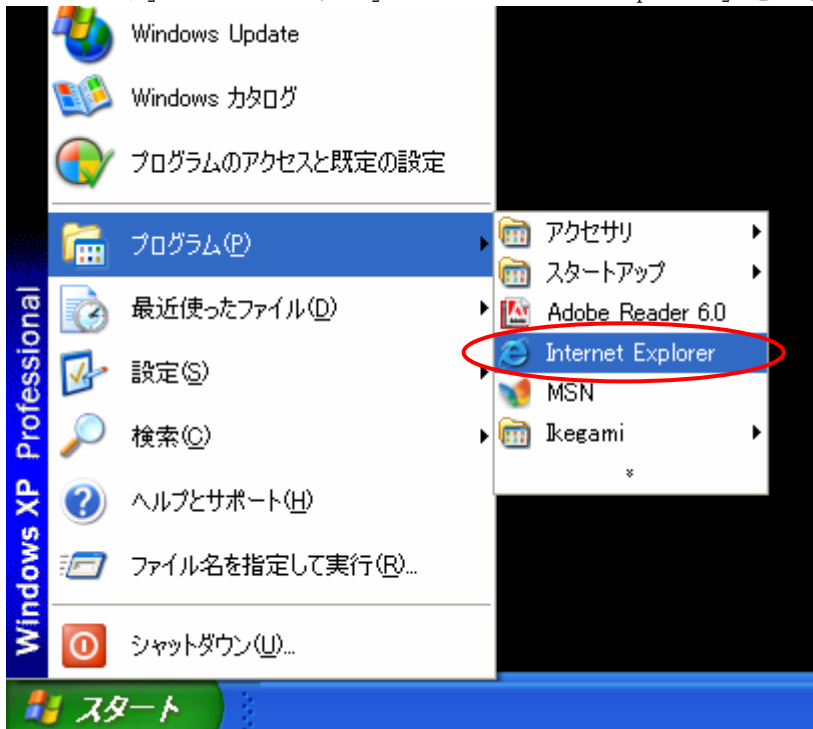 Windows Update
Windows カタログ
プログラムのアクセスと既定の設定
プログラム(P)
最近使ったファイル(D)
設定(S)
検索(C)
ヘルプとサポート(H)
ファイル名を指定して実行(R)...
シャットダウン(U)...
アクセサリ
スタートアップ
Adobe Reader 6.0
Internet Explorer
MSN
Ikegami
Windows XP Professional
スタート